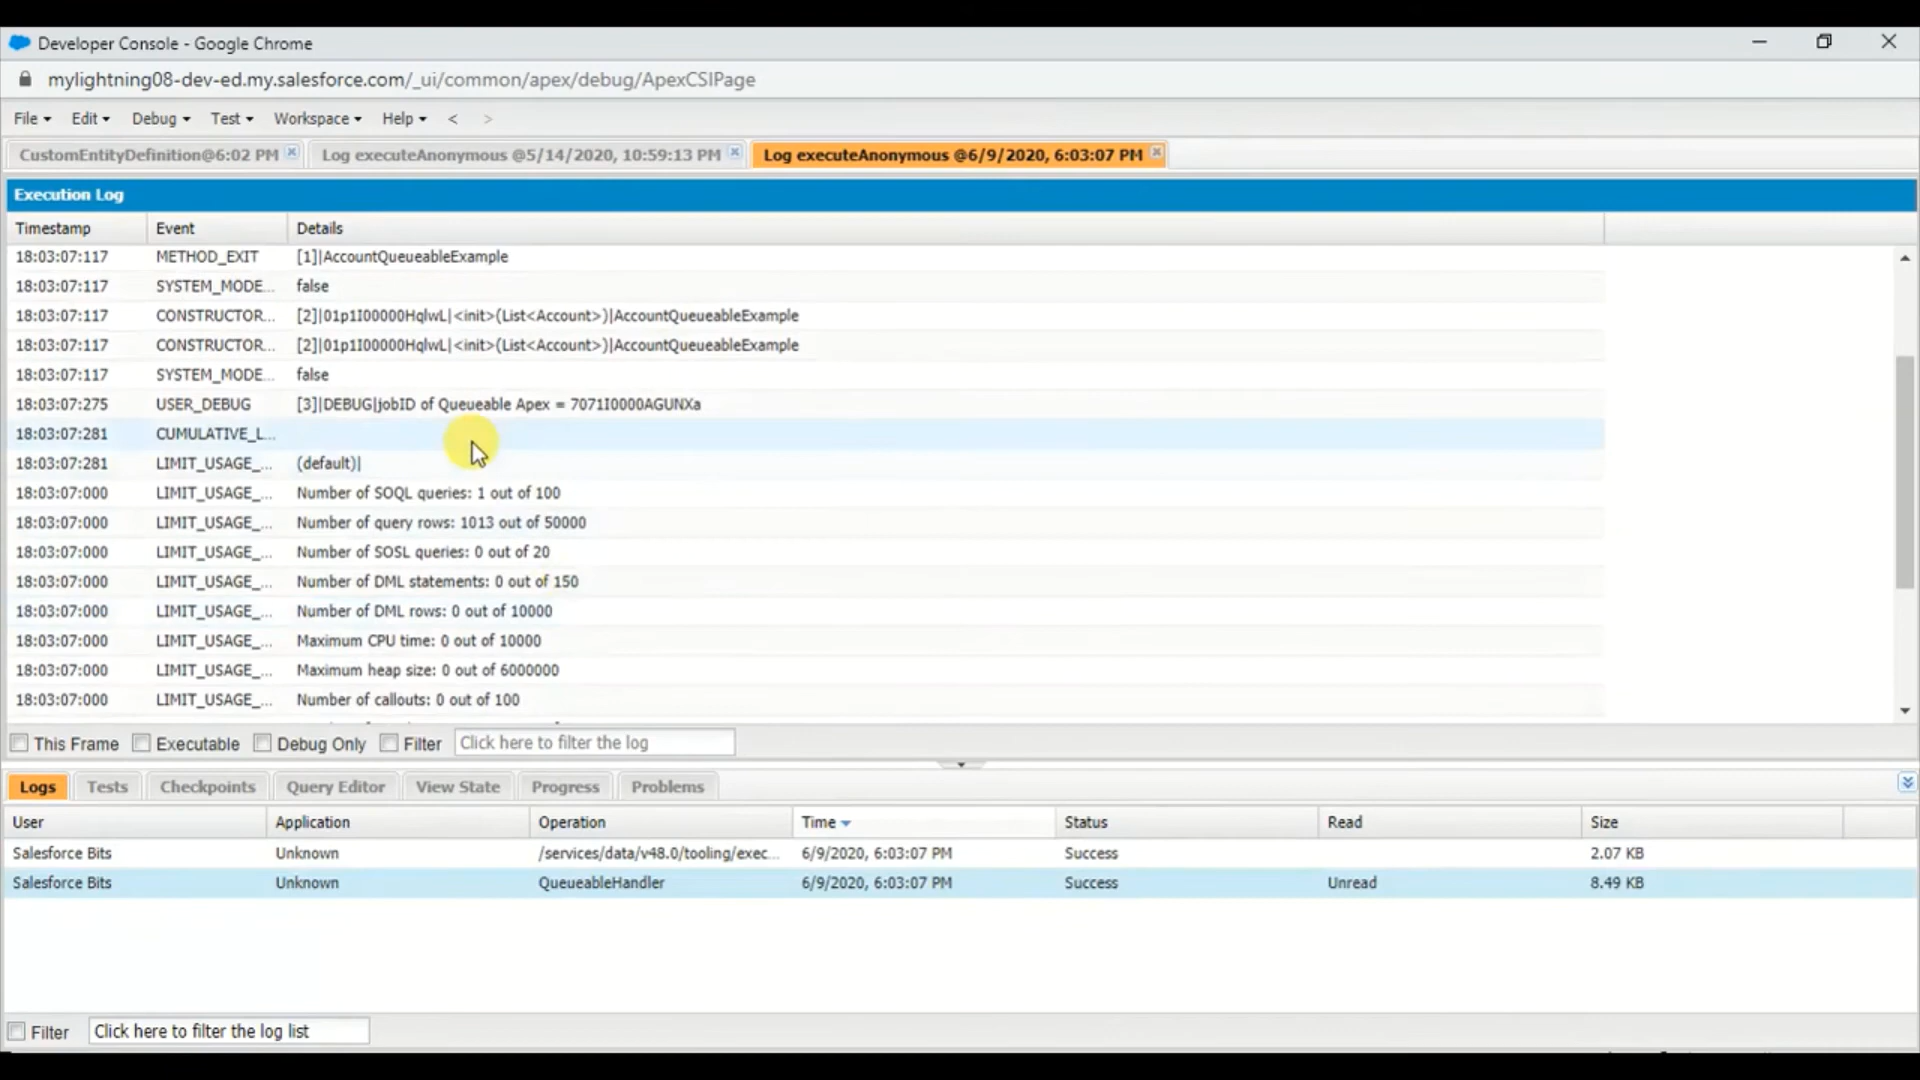 Developer Console - Google Chrome
mylightning08-dev-ed.my.salesforce.com/_ui/common/apex/debug/ApexCSIPage
File Edit Debug Test Workspace Help < >
CustomEntityDefinition@6:02 PM Log executeAnonymous @5/14/2020, 10:59:13 PM Log executeAnonymous @6/9/2020, 6:03:07 PM
Execution Log
Timestamp Event Details
18:03:07:117 METHOD_EXIT [1]|AccountQueueableExample
18:03:07:117 SYSTEM_MODE... false
18:03:07:117 CONSTRUCTOR... [2]|01p1I00000HqlwL|<init>(List<Account>)|AccountQueueableExample
18:03:07:117 CONSTRUCTOR... [2]|01p1I00000HqlwL|<init>(List<Account>)|AccountQueueableExample
18:03:07:117 SYSTEM_MODE... false
18:03:07:275 USER_DEBUG [3]|DEBUG|jobID of Queueable Apex = 7071I0000AGUNXa
18:03:07:281 CUMULATIVE_L...
18:03:07:281 LIMIT_USAGE_... (default)|
18:03:07:000 LIMIT_USAGE_... Number of SOQL queries: 1 out of 100
18:03:07:000 LIMIT_USAGE_... Number of query rows: 1013 out of 50000
18:03:07:000 LIMIT_USAGE_... Number of SOSL queries: 0 out of 20
18:03:07:000 LIMIT_USAGE_... Number of DML statements: 0 out of 150
18:03:07:000 LIMIT_USAGE_... Number of DML rows: 0 out of 10000
18:03:07:000 LIMIT_USAGE_... Maximum CPU time: 0 out of 10000
18:03:07:000 LIMIT_USAGE_... Maximum heap size: 0 out of 6000000
18:03:07:000 LIMIT_USAGE_... Number of callouts: 0 out of 100
This Frame Executable Debug Only Filter Click here to filter the log
Logs Tests Checkpoints Query Editor View State Progress Problems
User Application Operation Time Status Read Size
Salesforce Bits Unknown /services/data/v48.0/tooling/exec... 6/9/2020, 6:03:07 PM Success 2.07 KB
Salesforce Bits Unknown QueueableHandler 6/9/2020, 6:03:07 PM Success Unread 8.49 KB
Filter Click here to filter the log list